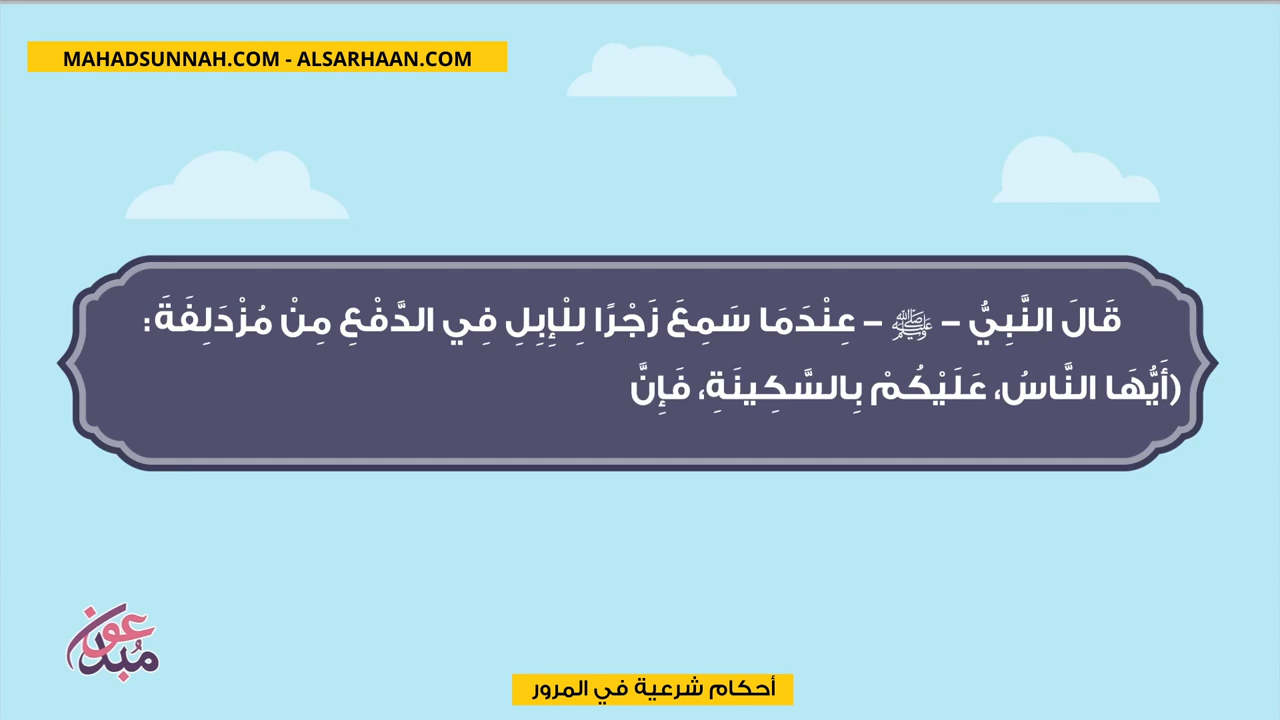 MAHADSUNNAH.COM - ALSARHAAN.COM
قَالَ النَّبِيُّ – ﷺ – عِنْدَمَا سَمِعَ زَجْرًا لِلْإِبِلِ فِي الدَّفْعِ مِنْ مُزْدَلِفَةَ:
(أَيُّهَا النَّاسُ، عَلَيْكُمْ بِالسَّكِينَةِ، فَإِنَّ
مُبدعون
أحكام شرعية في المرور